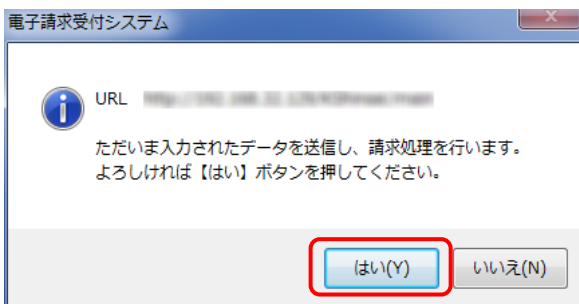 電子請求受付システム
URL
ただいま入力されたデータを送信し、請求処理を行います。
よろしければ【はい】ボタンを押してください。
はい(Y)
いいえ(N)